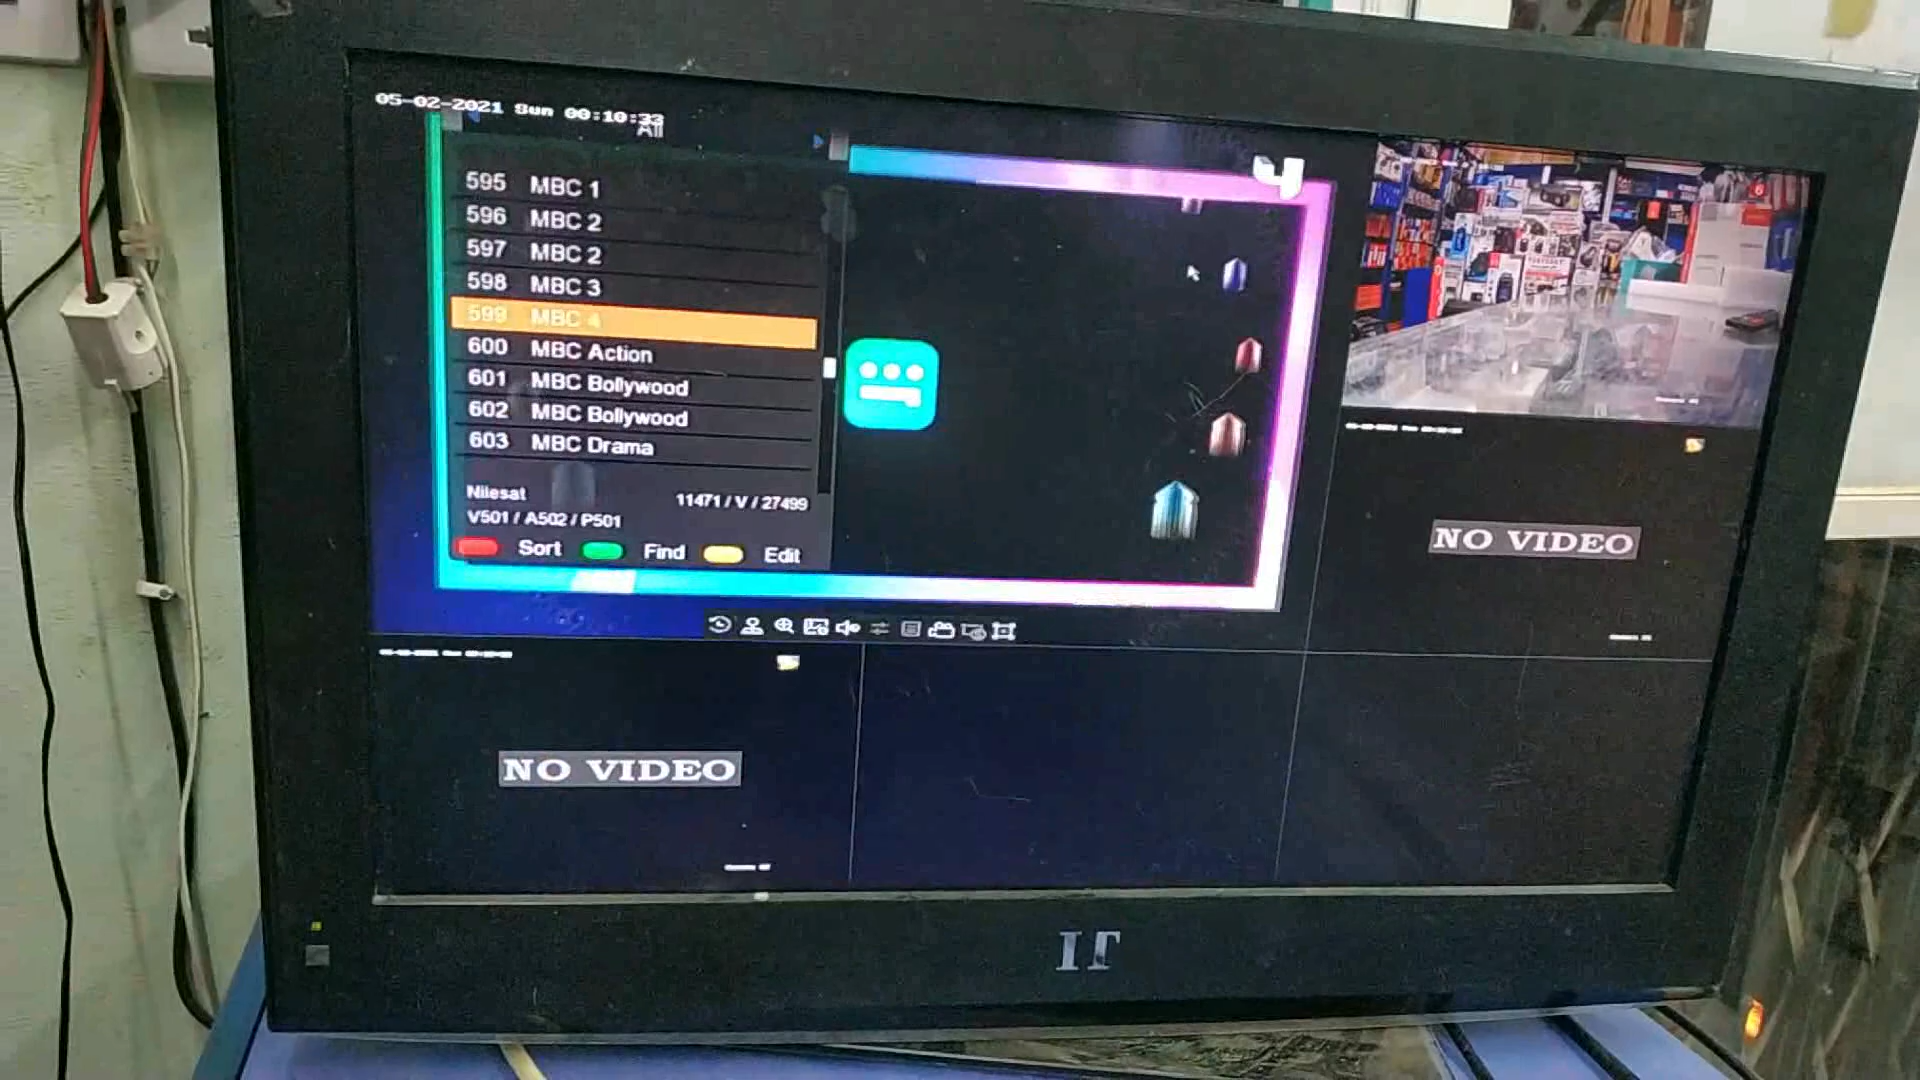 05-02-2021 Sun 00:10:33
All
595 MBC 1
596 MBC 2
597 MBC 2
598 MBC 3
599 MBC 4
600 MBC Action
601 MBC Bollywood
602 MBC Bollywood
603 MBC Drama
Nilesat 11471 / V / 27499
V501 / A502 / P501
Sort Find Edit
4
NO VIDEO
NO VIDEO